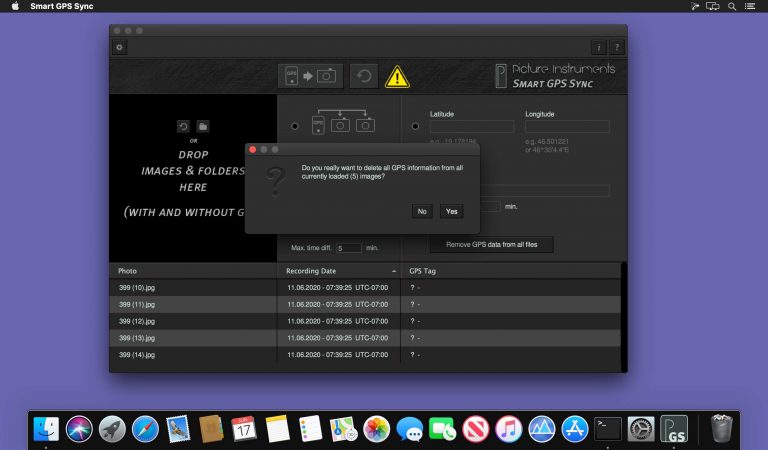 Smart GPS Sync
i ?
GPS
Picture Instruments
Smart GPS Sync
or
Drop
images & folders
here
(with and without G
GPS
Latitude
Longitude
e.g. 46.501221
or 46°30'4.4"E
Do you really want to delete all GPS information from all
currently loaded (5) images?
No
Yes
min.
Max. time diff. 5 min.
Remove GPS data from all files
Photo Recording Date GPS Tag
399 (10).jpg 11.06.2020 - 07:39:25 UTC-07:00 ? -
399 (11).jpg 11.06.2020 - 07:39:25 UTC-07:00 ? -
399 (12).jpg 11.06.2020 - 07:39:25 UTC-07:00 ? -
399 (13).jpg 11.06.2020 - 07:39:25 UTC-07:00 ? -
399 (14).jpg 11.06.2020 - 07:39:25 UTC-07:00 ? -
JUN
17
GS